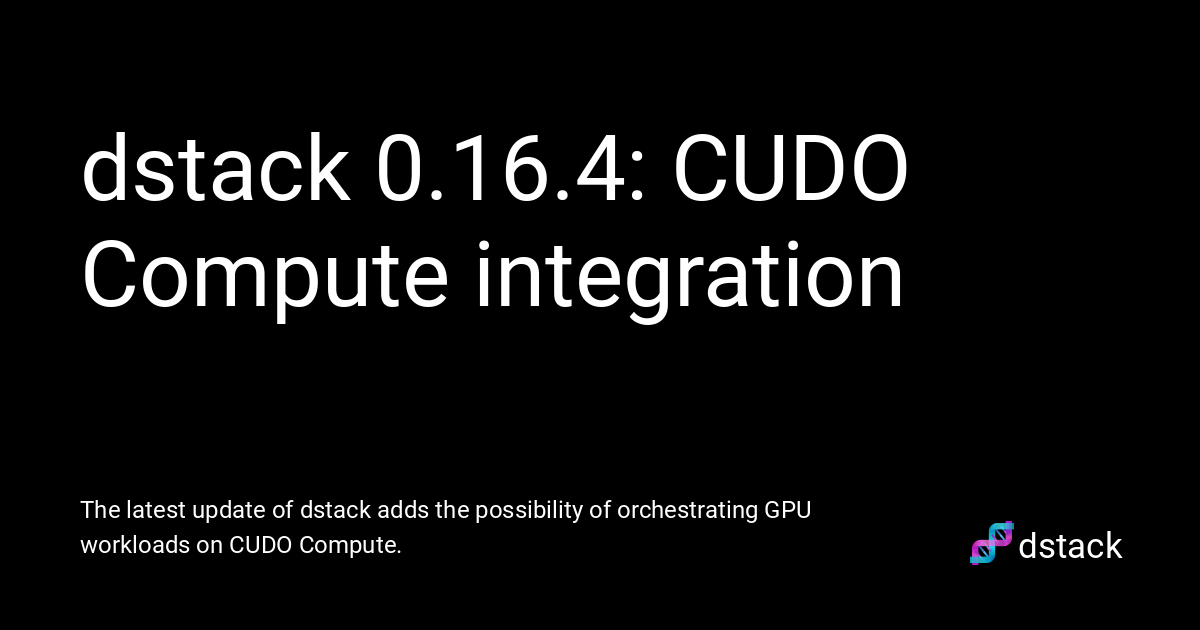 dstack 0.16.4: CUDO
Compute integration
The latest update of dstack adds the possibility of orchestrating GPU
workloads on CUDO Compute.
dstack